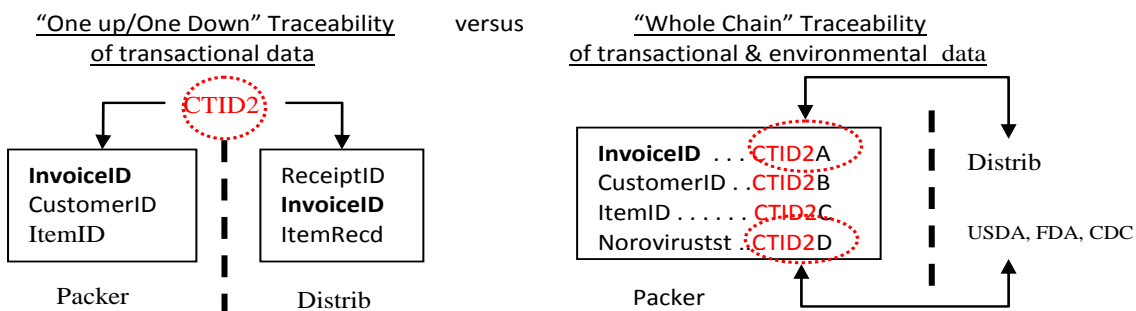 “One up/One Down” Traceability
of transactional data
versus
“Whole Chain” Traceability
of transactional & environmental data
CTID2
InvoiceID
CustomerID
ItemID
Packer
ReceiptID
InvoiceID
ItemRecd
Distrib
InvoiceID . . . CTID2A
CustomerID . . CTID2B
ItemID . . . . . . CTID2C
Norovirustst . . CTID2D
Packer
Distrib
USDA, FDA, CDC